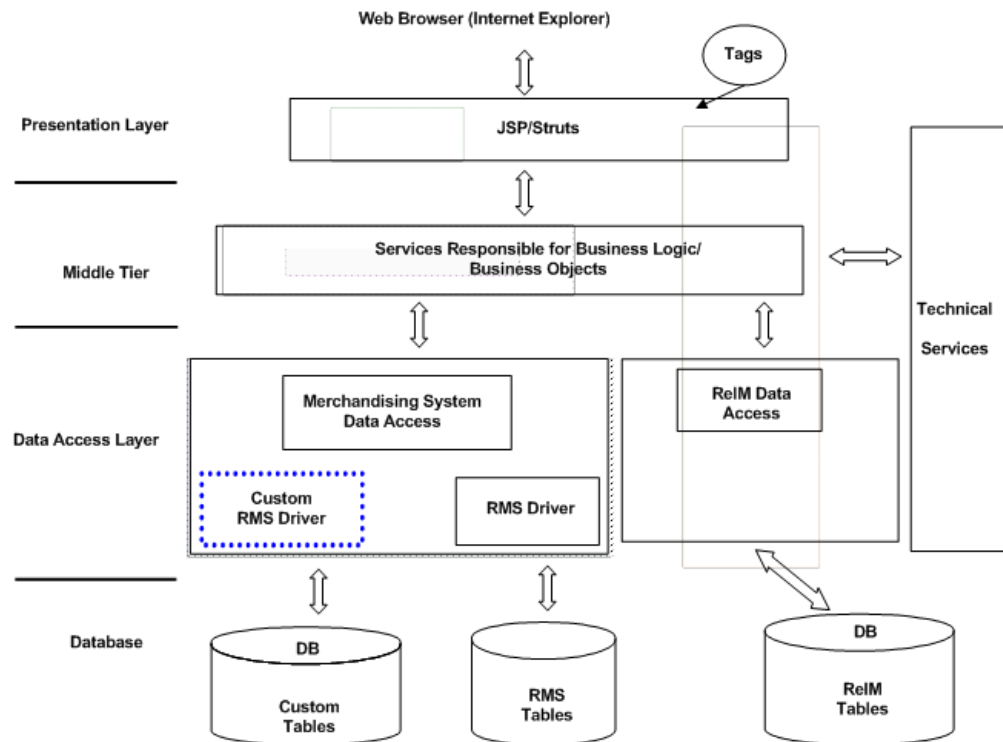 Web Browser (Internet Explorer)
Tags
Presentation Layer
JSP/Struts
Services Responsible for Business Logic/
Business Objects
Middle Tier
Technical
Services
Merchandising System
Data Access
ReIM Data
Access
Data Access Layer
Custom
RMS Driver
RMS Driver
Database
DB
Custom
Tables
RMS
Tables
DB
ReIM
Tables